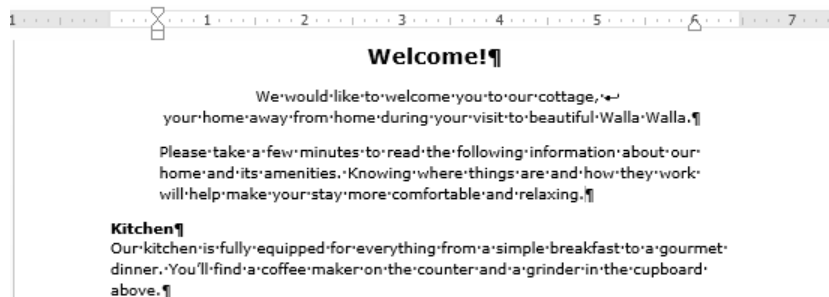 1 1 2 3 4 5 6 7
Welcome!¶
We·would·like·to·welcome·you·to·our·cottage,·↵
your·home·away·from·home·during·your·visit·to·beautiful·Walla·Walla.¶
Please·take·a·few·minutes·to·read·the·following·information·about·our·
home·and·its·amenities.·Knowing·where·things·are·and·how·they·work·
will·help·make·your·stay·more·comfortable·and·relaxing.¶
Kitchen¶
Our·kitchen·is·fully·equipped·for·everything·from·a·simple·breakfast·to·a·gourmet·
dinner.·You'll·find·a·coffee·maker·on·the·counter·and·a·grinder·in·the·cupboard·
above.¶